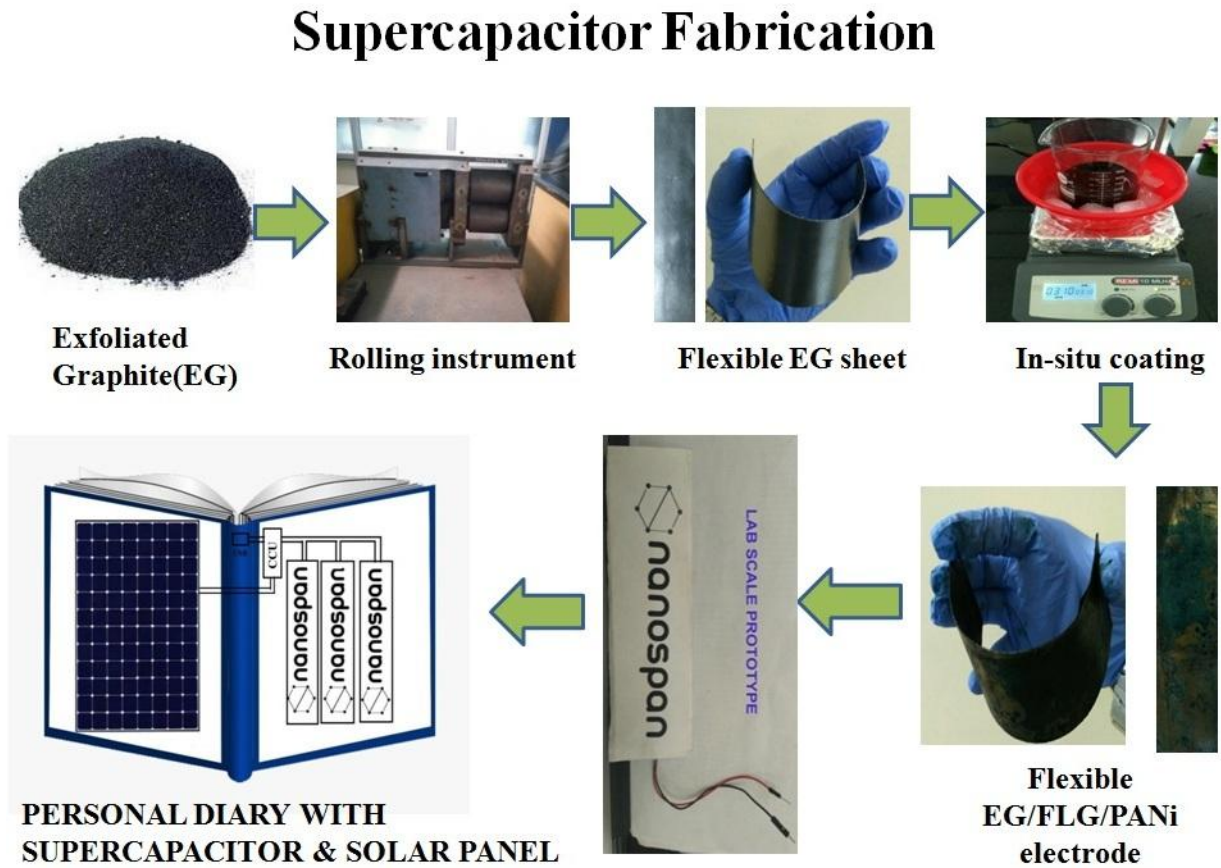 Supercapacitor Fabrication
Exfoliated
Graphite(EG)
Rolling instrument
Flexible EG sheet
In-situ coating
Flexible
EG/FLG/PANi
electrode
LAB SCALE PROTOTYPE
nanospan
CCU
nanospan
nanospan
nanospan
PERSONAL DIARY WITH
SUPERCAPACITOR & SOLAR PANEL